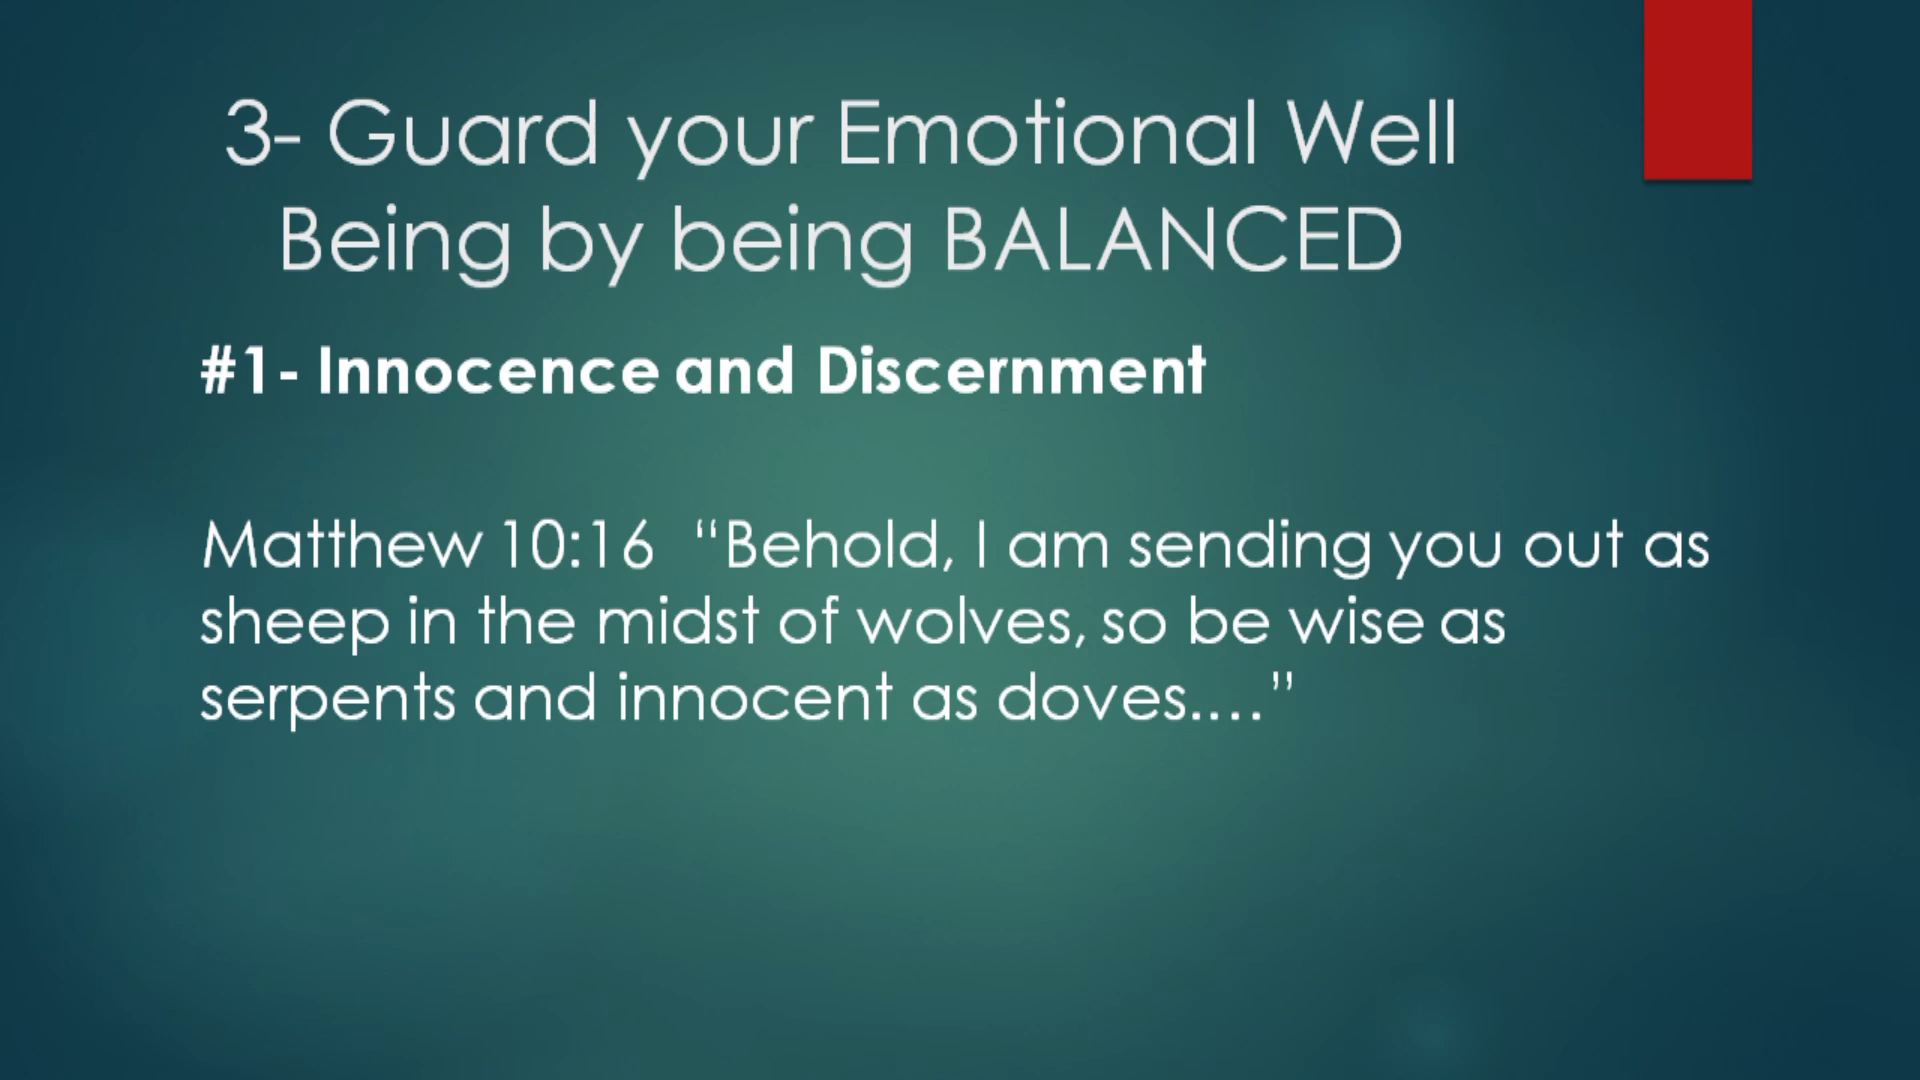 3- Guard your Emotional Well
Being by being BALANCED
#1- Innocence and Discernment
Matthew 10:16  “Behold, I am sending you out as
sheep in the midst of wolves, so be wise as
serpents and innocent as doves.…”